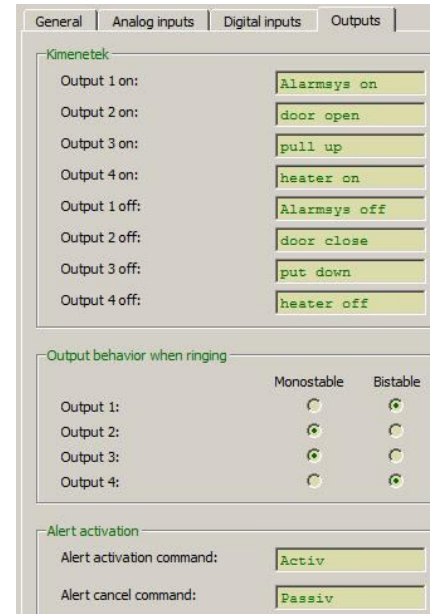 General Analog inputs Digital inputs Outputs
Kimenetek
Output 1 on: Alarmsys on
Output 2 on: door open
Output 3 on: pull up
Output 4 on: heater on
Output 1 off: Alarmsys off
Output 2 off: door close
Output 3 off: put down
Output 4 off: heater off
Output behavior when ringing
Monostable Bistable
Output 1:
Output 2:
Output 3:
Output 4:
Alert activation
Alert activation command: Activ
Alert cancel command: Passiv